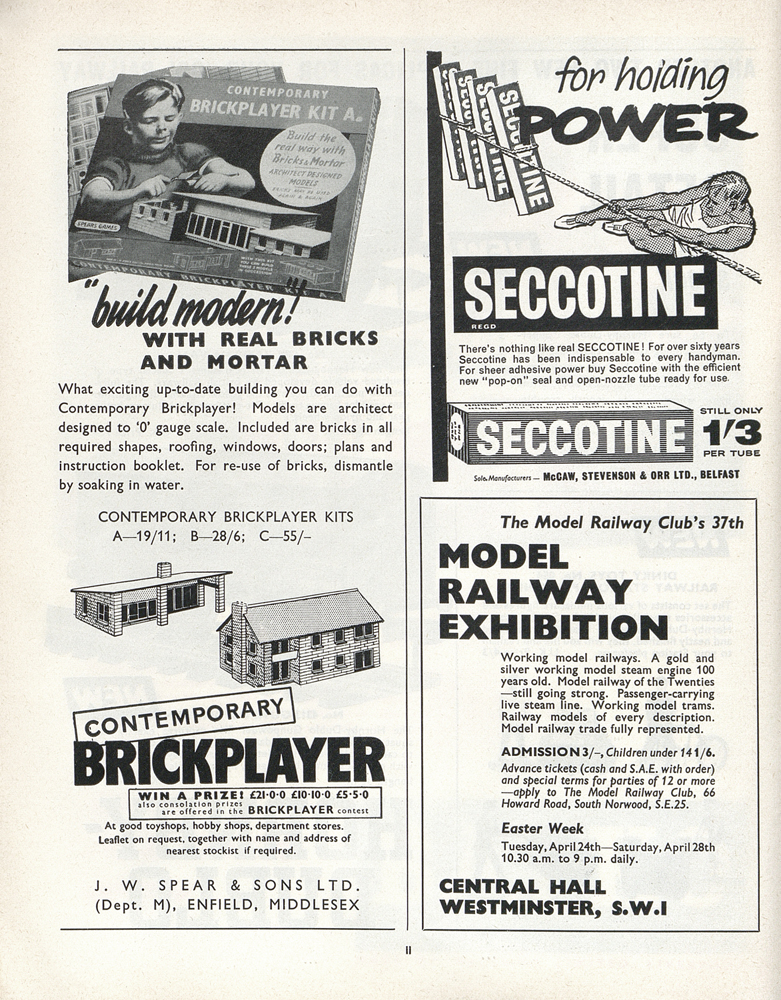 CONTEMPORARY
BRICKPLAYER KIT A.
Build the
real way with
Bricks & Mortar
ARCHITECT DESIGNED
MODELS
SPEARS GAMES
CONTEMPORARY BRICKPLAYER KIT A.
"build modern!"
WITH REAL BRICKS
AND MORTAR
What exciting up-to-date building you can do with
Contemporary Brickplayer! Models are architect
designed to 'O' gauge scale. Included are bricks in all
required shapes, roofing, windows, doors; plans and
instruction booklet. For re-use of bricks, dismantle
by soaking in water.
CONTEMPORARY BRICKPLAYER KITS
A—19/11; B—28/6; C—55/-
CONTEMPORARY
BRICKPLAYER
WIN A PRIZE! £21·0·0 £10·10·0 £5·5·0
also consolation prizes
are offered in the BRICKPLAYER contest
At good toyshops, hobby shops, department stores.
Leaflet on request, together with name and address of
nearest stockist if required.
J. W. SPEAR & SONS LTD.
(Dept. M), ENFIELD, MIDDLESEX
for holding
POWER
SECCOTINE
SECCOTINE
SECCOTINE
SECCOTINE
SECCOTINE
REGD
There's nothing like real SECCOTINE! For over sixty years
Seccotine has been indispensable to every handyman.
For sheer adhesive power buy Seccotine with the efficient
new "pop-on" seal and open-nozzle tube ready for use.
SECCOTINE
STILL ONLY
1/3
PER TUBE
Sole Manufacturers — McCAW, STEVENSON & ORR LTD., BELFAST
The Model Railway Club's 37th
MODEL
RAILWAY
EXHIBITION
Working model railways. A gold and
silver working model steam engine 100
years old. Model railway of the Twenties
—still going strong. Passenger-carrying
live steam line. Working model trams.
Railway models of every description.
Model railway trade fully represented.
ADMISSION 3/-, Children under 14 1/6.
Advance tickets (cash and S.A.E. with order)
and special terms for parties of 12 or more
—apply to The Model Railway Club, 66
Howard Road, South Norwood, S.E.25.
Easter Week
Tuesday, April 24th—Saturday, April 28th
10.30 a.m. to 9 p.m. daily.
CENTRAL HALL
WESTMINSTER, S.W.1
II